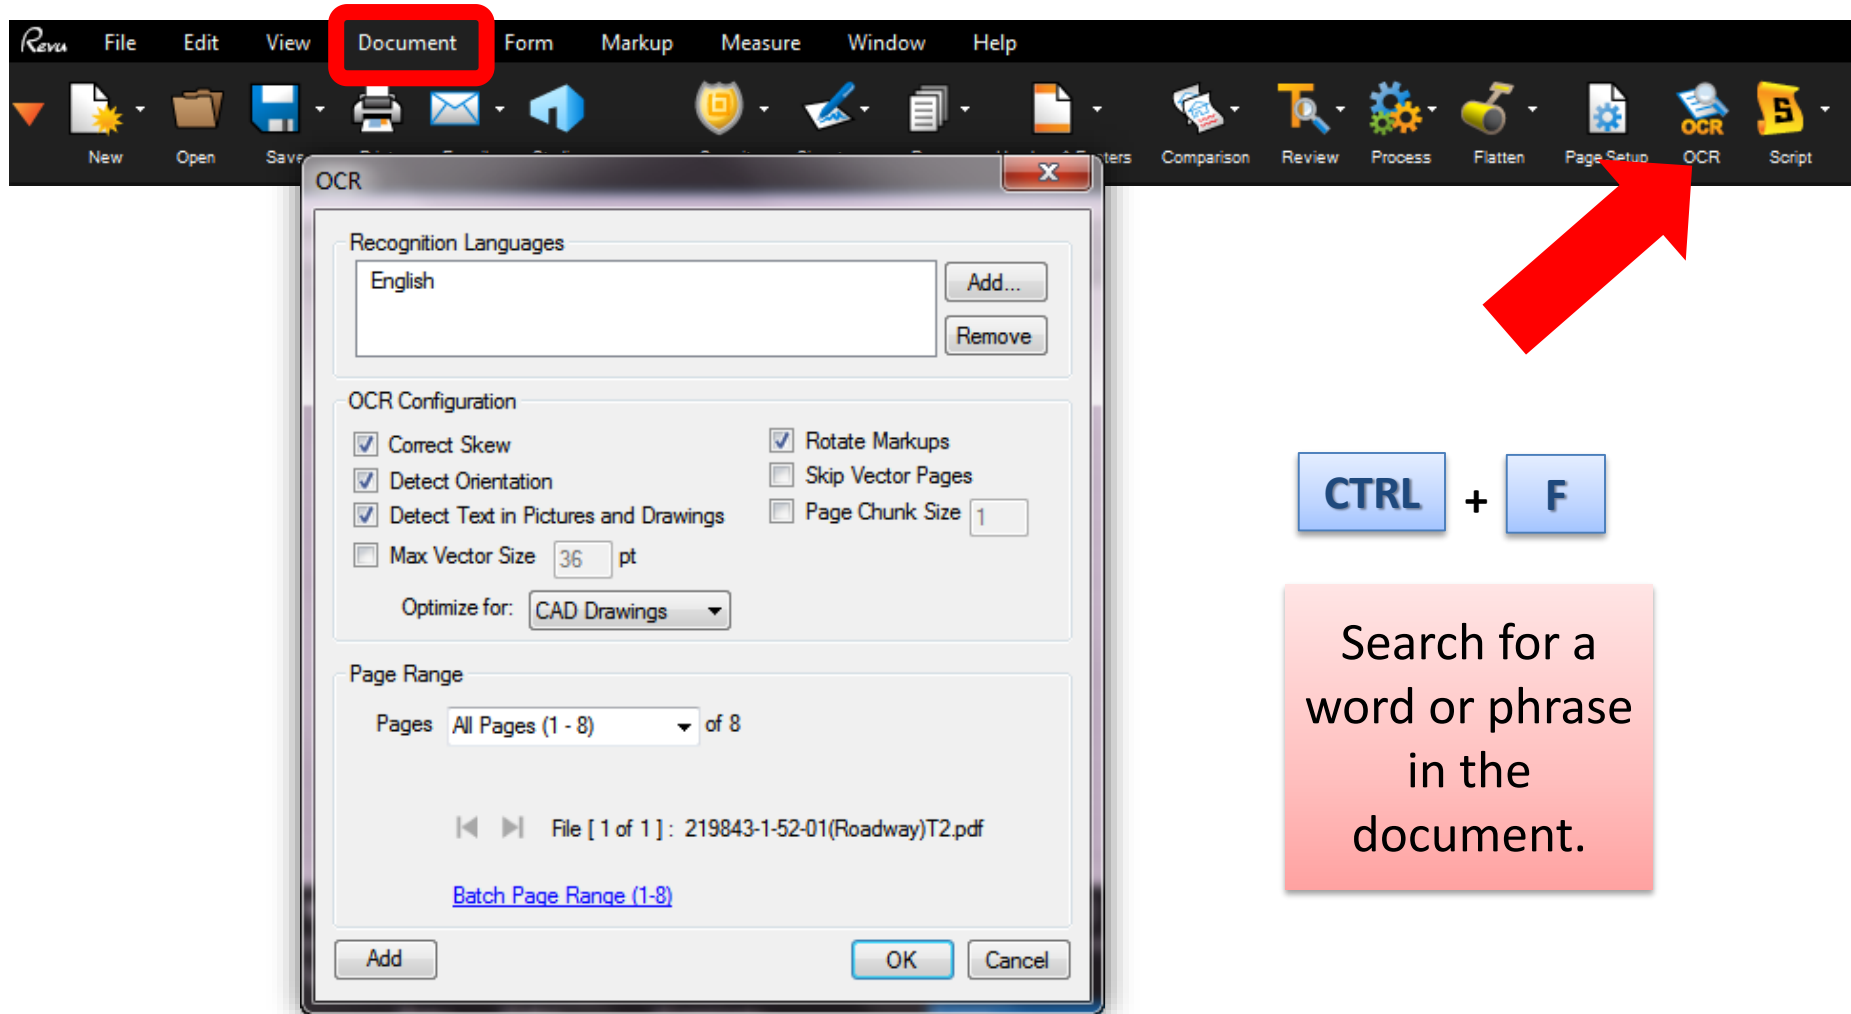 Revu File Edit View Document Form Markup Measure Window Help
New Open Save Comparison Review Process Flatten Page Setup OCR Script
OCR
Recognition Languages
English
Add...
Remove
OCR Configuration
Correct Skew
Rotate Markups
Detect Orientation
Skip Vector Pages
Detect Text in Pictures and Drawings
Page Chunk Size 1
Max Vector Size 36 pt
Optimize for: CAD Drawings
Page Range
Pages All Pages (1 - 8) of 8
File [ 1 of 1 ] : 219843-1-52-01(Roadway)T2.pdf
Batch Page Range (1-8)
Add OK Cancel
CTRL + F
Search for a
word or phrase
in the
document.